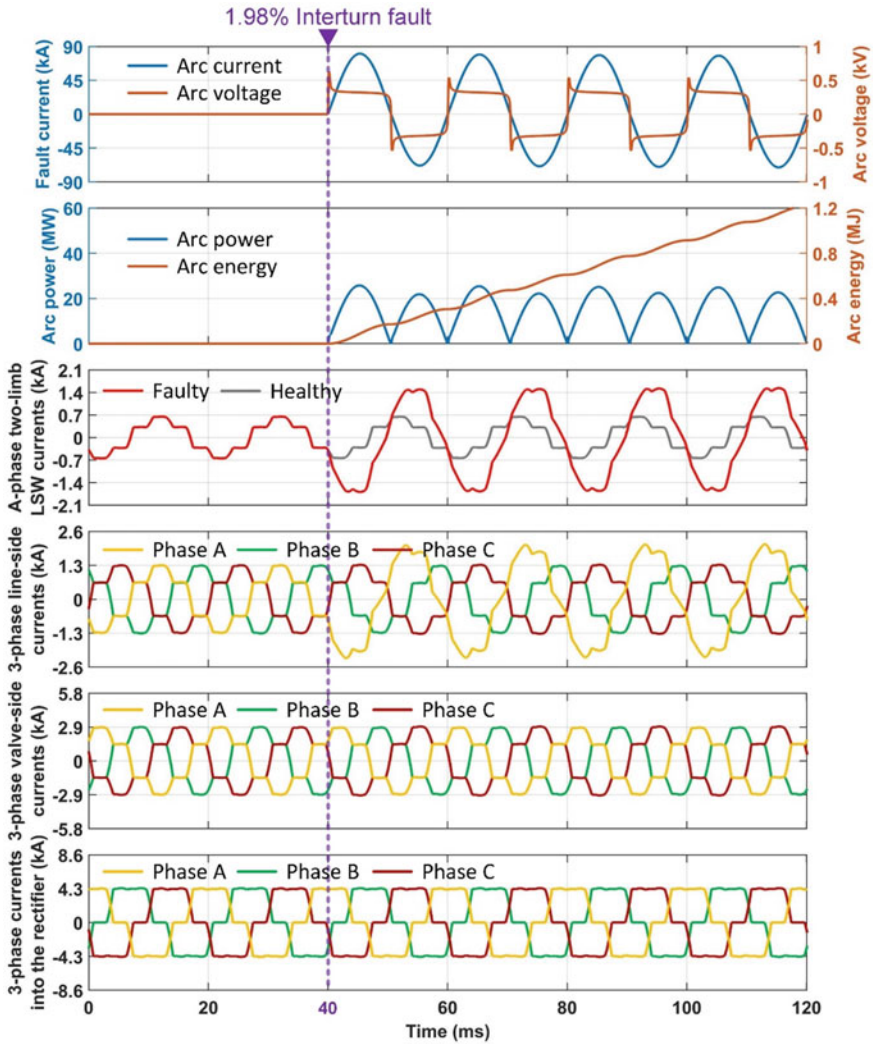 1.98% Interturn fault
Fault current (kA)
90
45
0
-45
-90
Arc current
Arc voltage
1
0.5
0
-0.5
-1
Arc voltage (kV)
Arc power (MW)
60
40
20
0
Arc power
Arc energy
1.2
0.8
0.4
0
Arc energy (MJ)
A-phase two-limb
LSW currents (kA)
2.1
1.4
0.7
0
-0.7
-1.4
-2.1
Faulty Healthy
3-phase line-side
currents (kA)
2.6
1.3
0
-1.3
-2.6
Phase A Phase B Phase C
3-phase valve-side
currents (kA)
5.8
2.9
0
-2.9
-5.8
Phase A Phase B Phase C
3-phase currents
into the rectifier (kA)
8.6
4.3
0
-4.3
-8.6
Phase A Phase B Phase C
0 20 40 60 80 100 120
Time (ms)